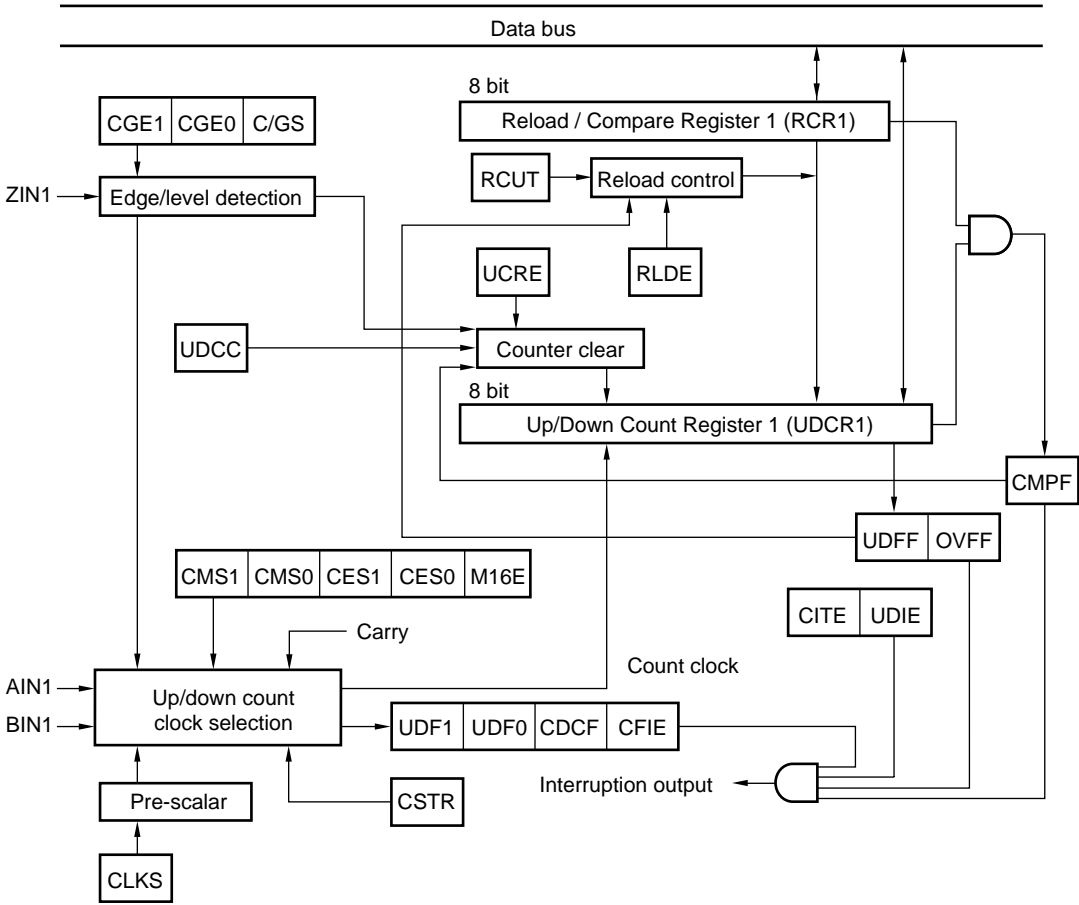 Data bus
8 bit
CGE1 CGE0 C/GS
Reload / Compare Register 1 (RCR1)
RCUT
Reload control
ZIN1
Edge/level detection
UCRE
RLDE
UDCC
Counter clear
8 bit
Up/Down Count Register 1 (UDCR1)
CMPF
UDFF OVFF
CMS1 CMS0 CES1 CES0 M16E
CITE UDIE
Carry
Count clock
AIN1
BIN1
Up/down count
clock selection
UDF1 UDF0 CDCF CFIE
Interruption output
Pre-scalar
CSTR
CLKS